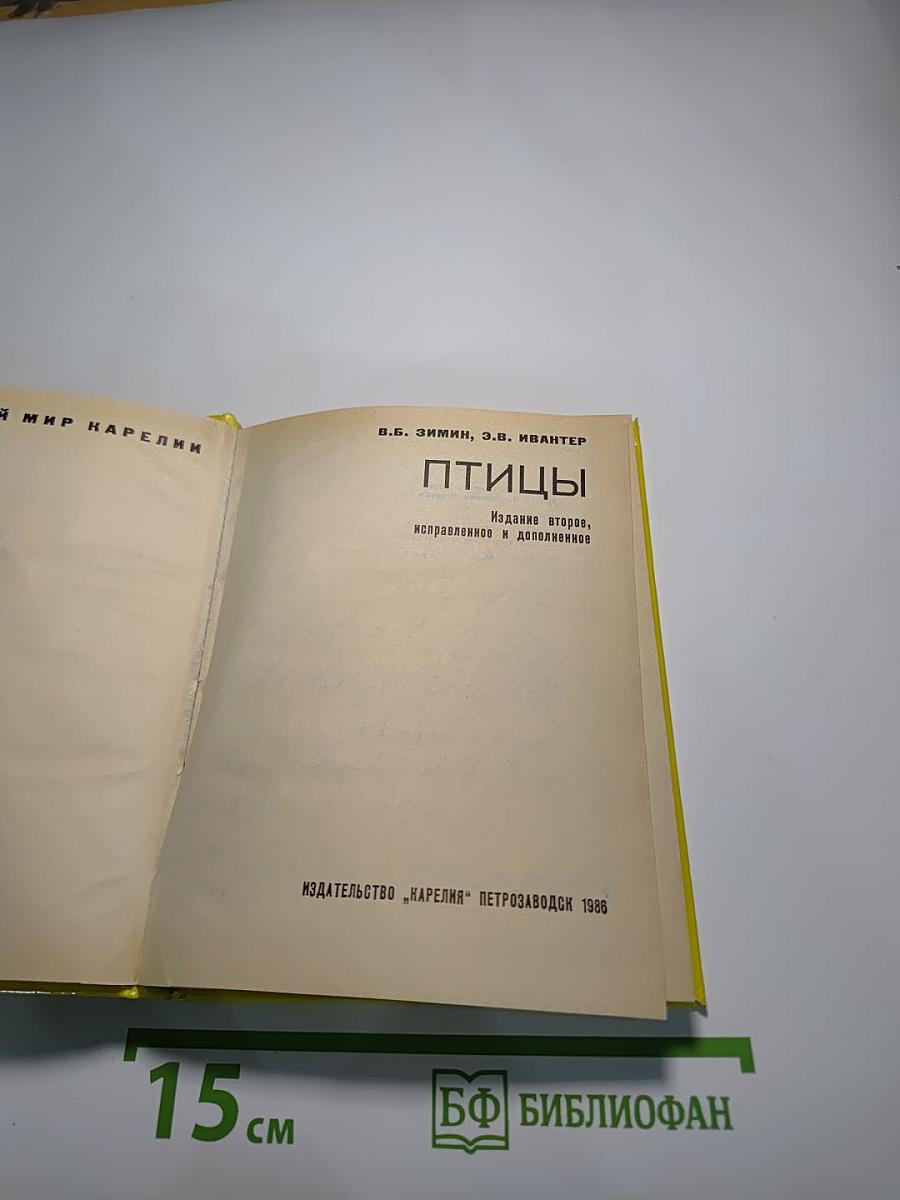 Й МИР КАРЕЛИИ
В.Б. ЗИМИН, Э.В. ИВАНТЕР
ПТИЦЫ
Издание второе,
исправленное и дополненное
ИЗДАТЕЛЬСТВО „КАРЕЛИЯ“ ПЕТРОЗАВОДСК 1986
15 см
БФ БИБЛИОФАН